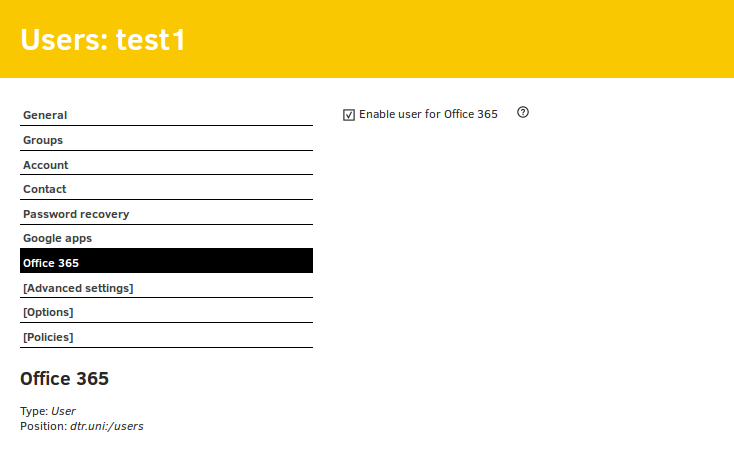 Users: test1
General
Groups
Account
Contact
Password recovery
Google apps
Office 365
[Advanced settings]
[Options]
[Policies]
Enable user for Office 365 ?
Office 365
Type: User
Position: dtr.uni:/users